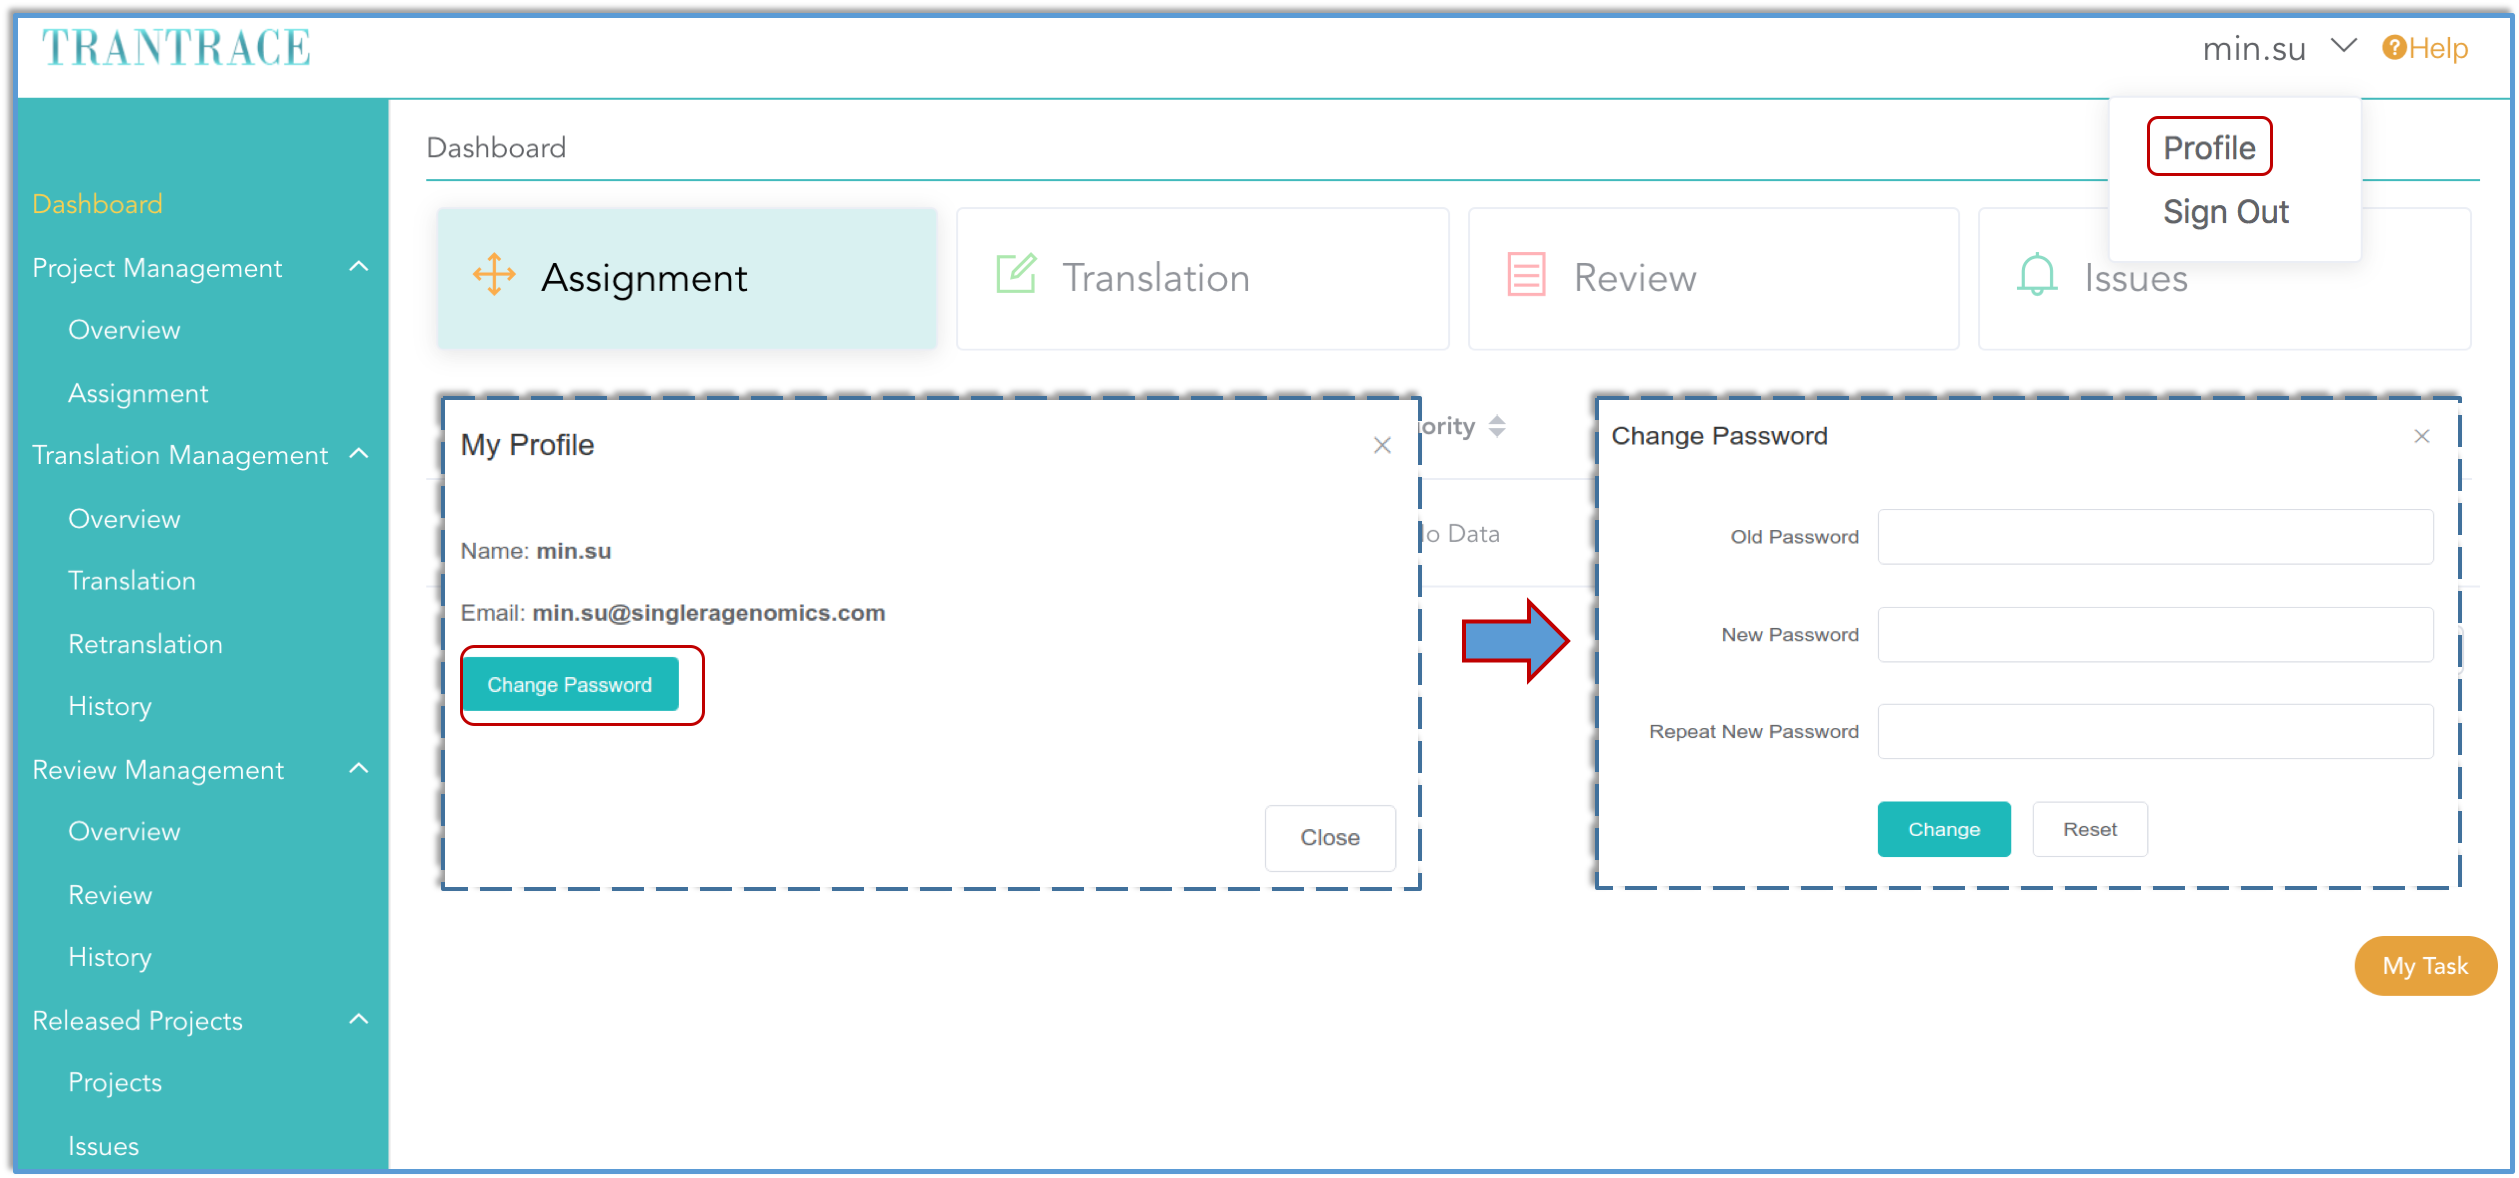 TRANTRACE
min.su
Help
Profile
Sign Out
Dashboard
Dashboard
Project Management
Overview
Assignment
Translation Management
Overview
Translation
Retranslation
History
Review Management
Overview
Review
History
Released Projects
Projects
Issues
Assignment
Translation
Review
Issues
My Profile
Name: min.su
Email: min.su@singleragenomics.com
Change Password
Close
ority
o Data
Change Password
Old Password
New Password
Repeat New Password
Change
Reset
My Task